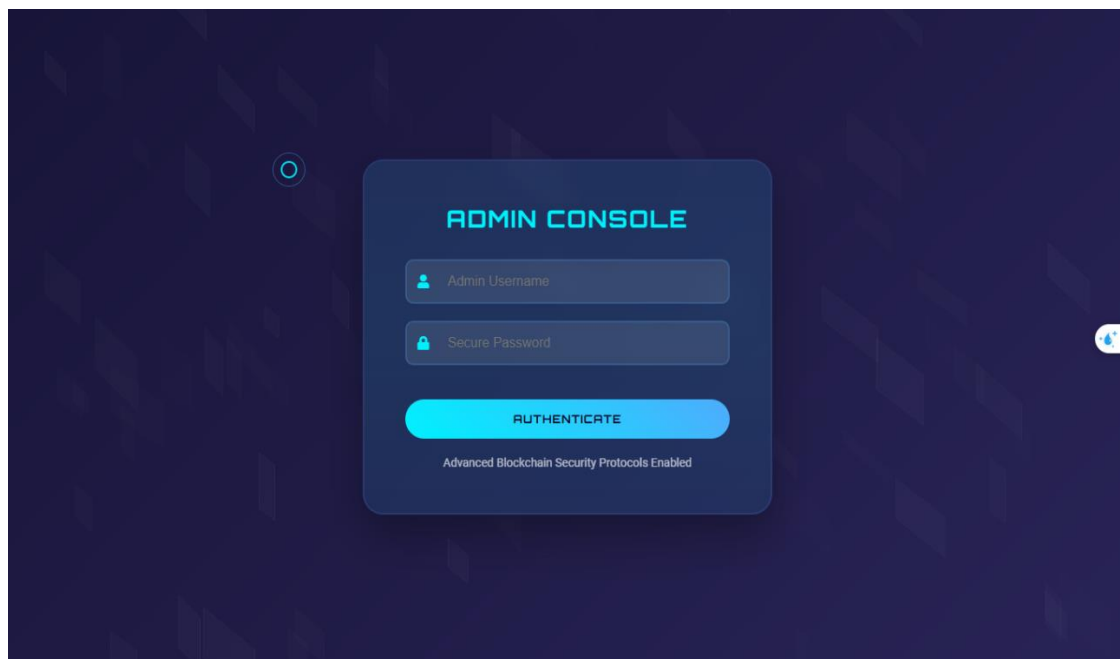 ADMIN CONSOLE
Admin Username
Secure Password
AUTHENTICATE
Advanced Blockchain Security Protocols Enabled